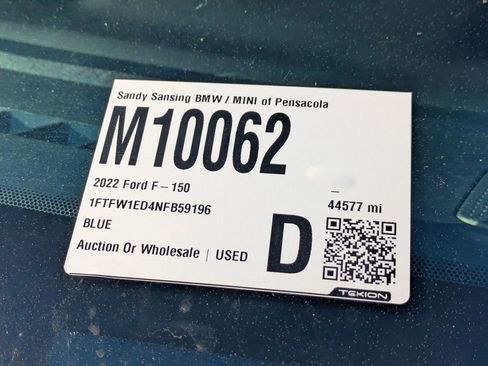 Sandy Sansing BMW / MINI of Pensacola
M10062
2022 Ford F-150
1FTFW1ED4NFB59196
44577 mi
BLUE
Auction Or Wholesale | USED
D
TEKION